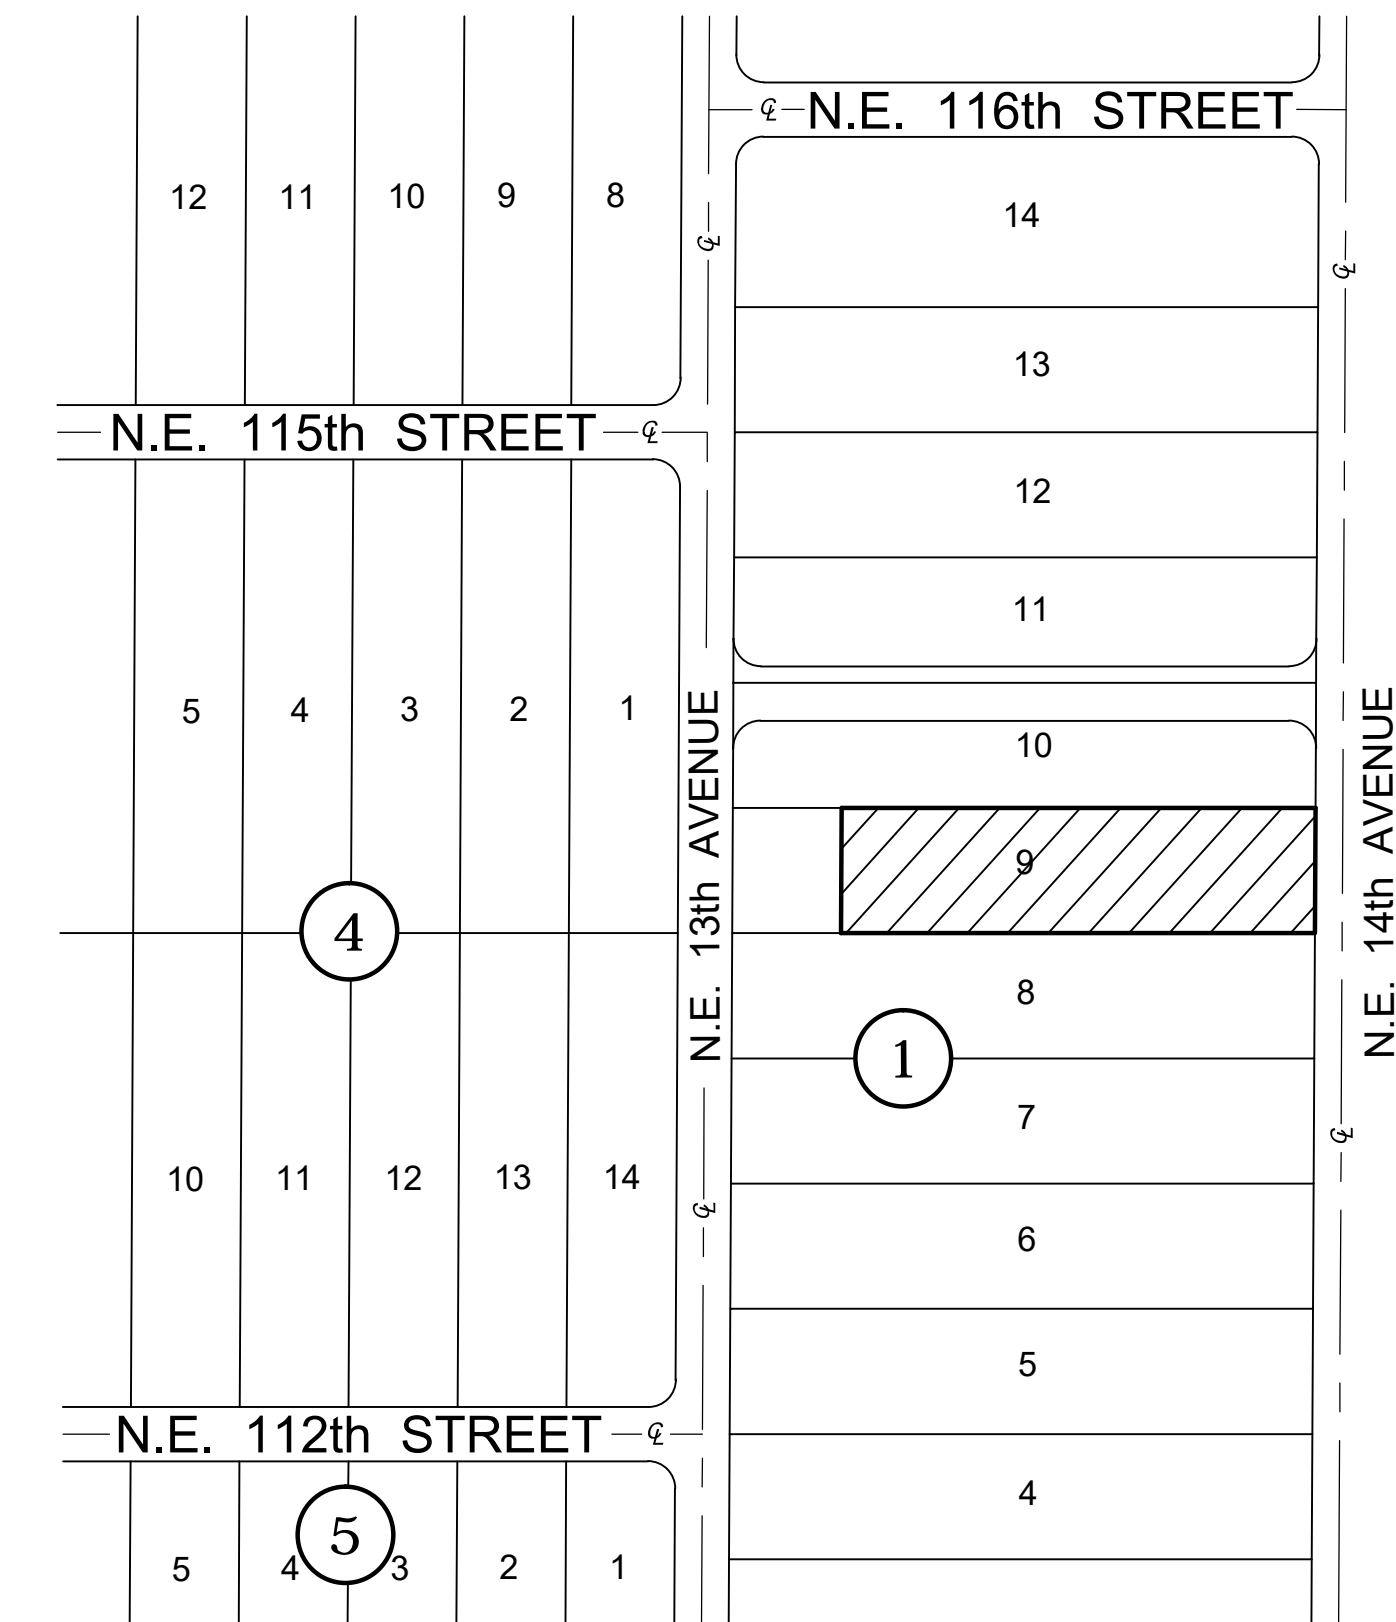 ℄ N.E. 116th STREET
12 11 10 9 8
14
℄
℄
13
N.E. 115th STREET ℄
12
11
5 4 3 2 1
N.E. 13th AVENUE
N.E. 14th AVENUE
10
9
4
8
1
7
℄
10 11 12 13 14
℄
6
5
N.E. 112th STREET ℄
4
5
5 4 3 2 1